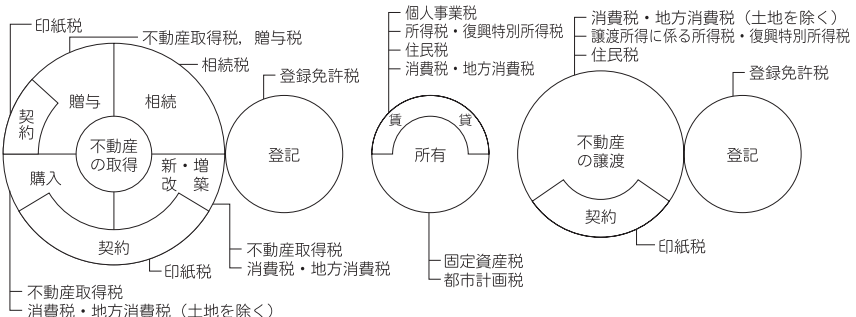 印紙税
不動産取得税，贈与税
相続税
登録免許税
契約
贈与
相続
不動産
の取得
購入
新・増
改　築
契約
登記
不動産取得税
消費税・地方消費税
印紙税
不動産取得税
消費税・地方消費税（土地を除く）
個人事業税
所得税・復興特別所得税
住民税
消費税・地方消費税
賃　貸
所有
固定資産税
都市計画税
消費税・地方消費税（土地を除く）
譲渡所得に係る所得税・復興特別所得税
住民税
登録免許税
不動産
の譲渡
契約
登記
印紙税